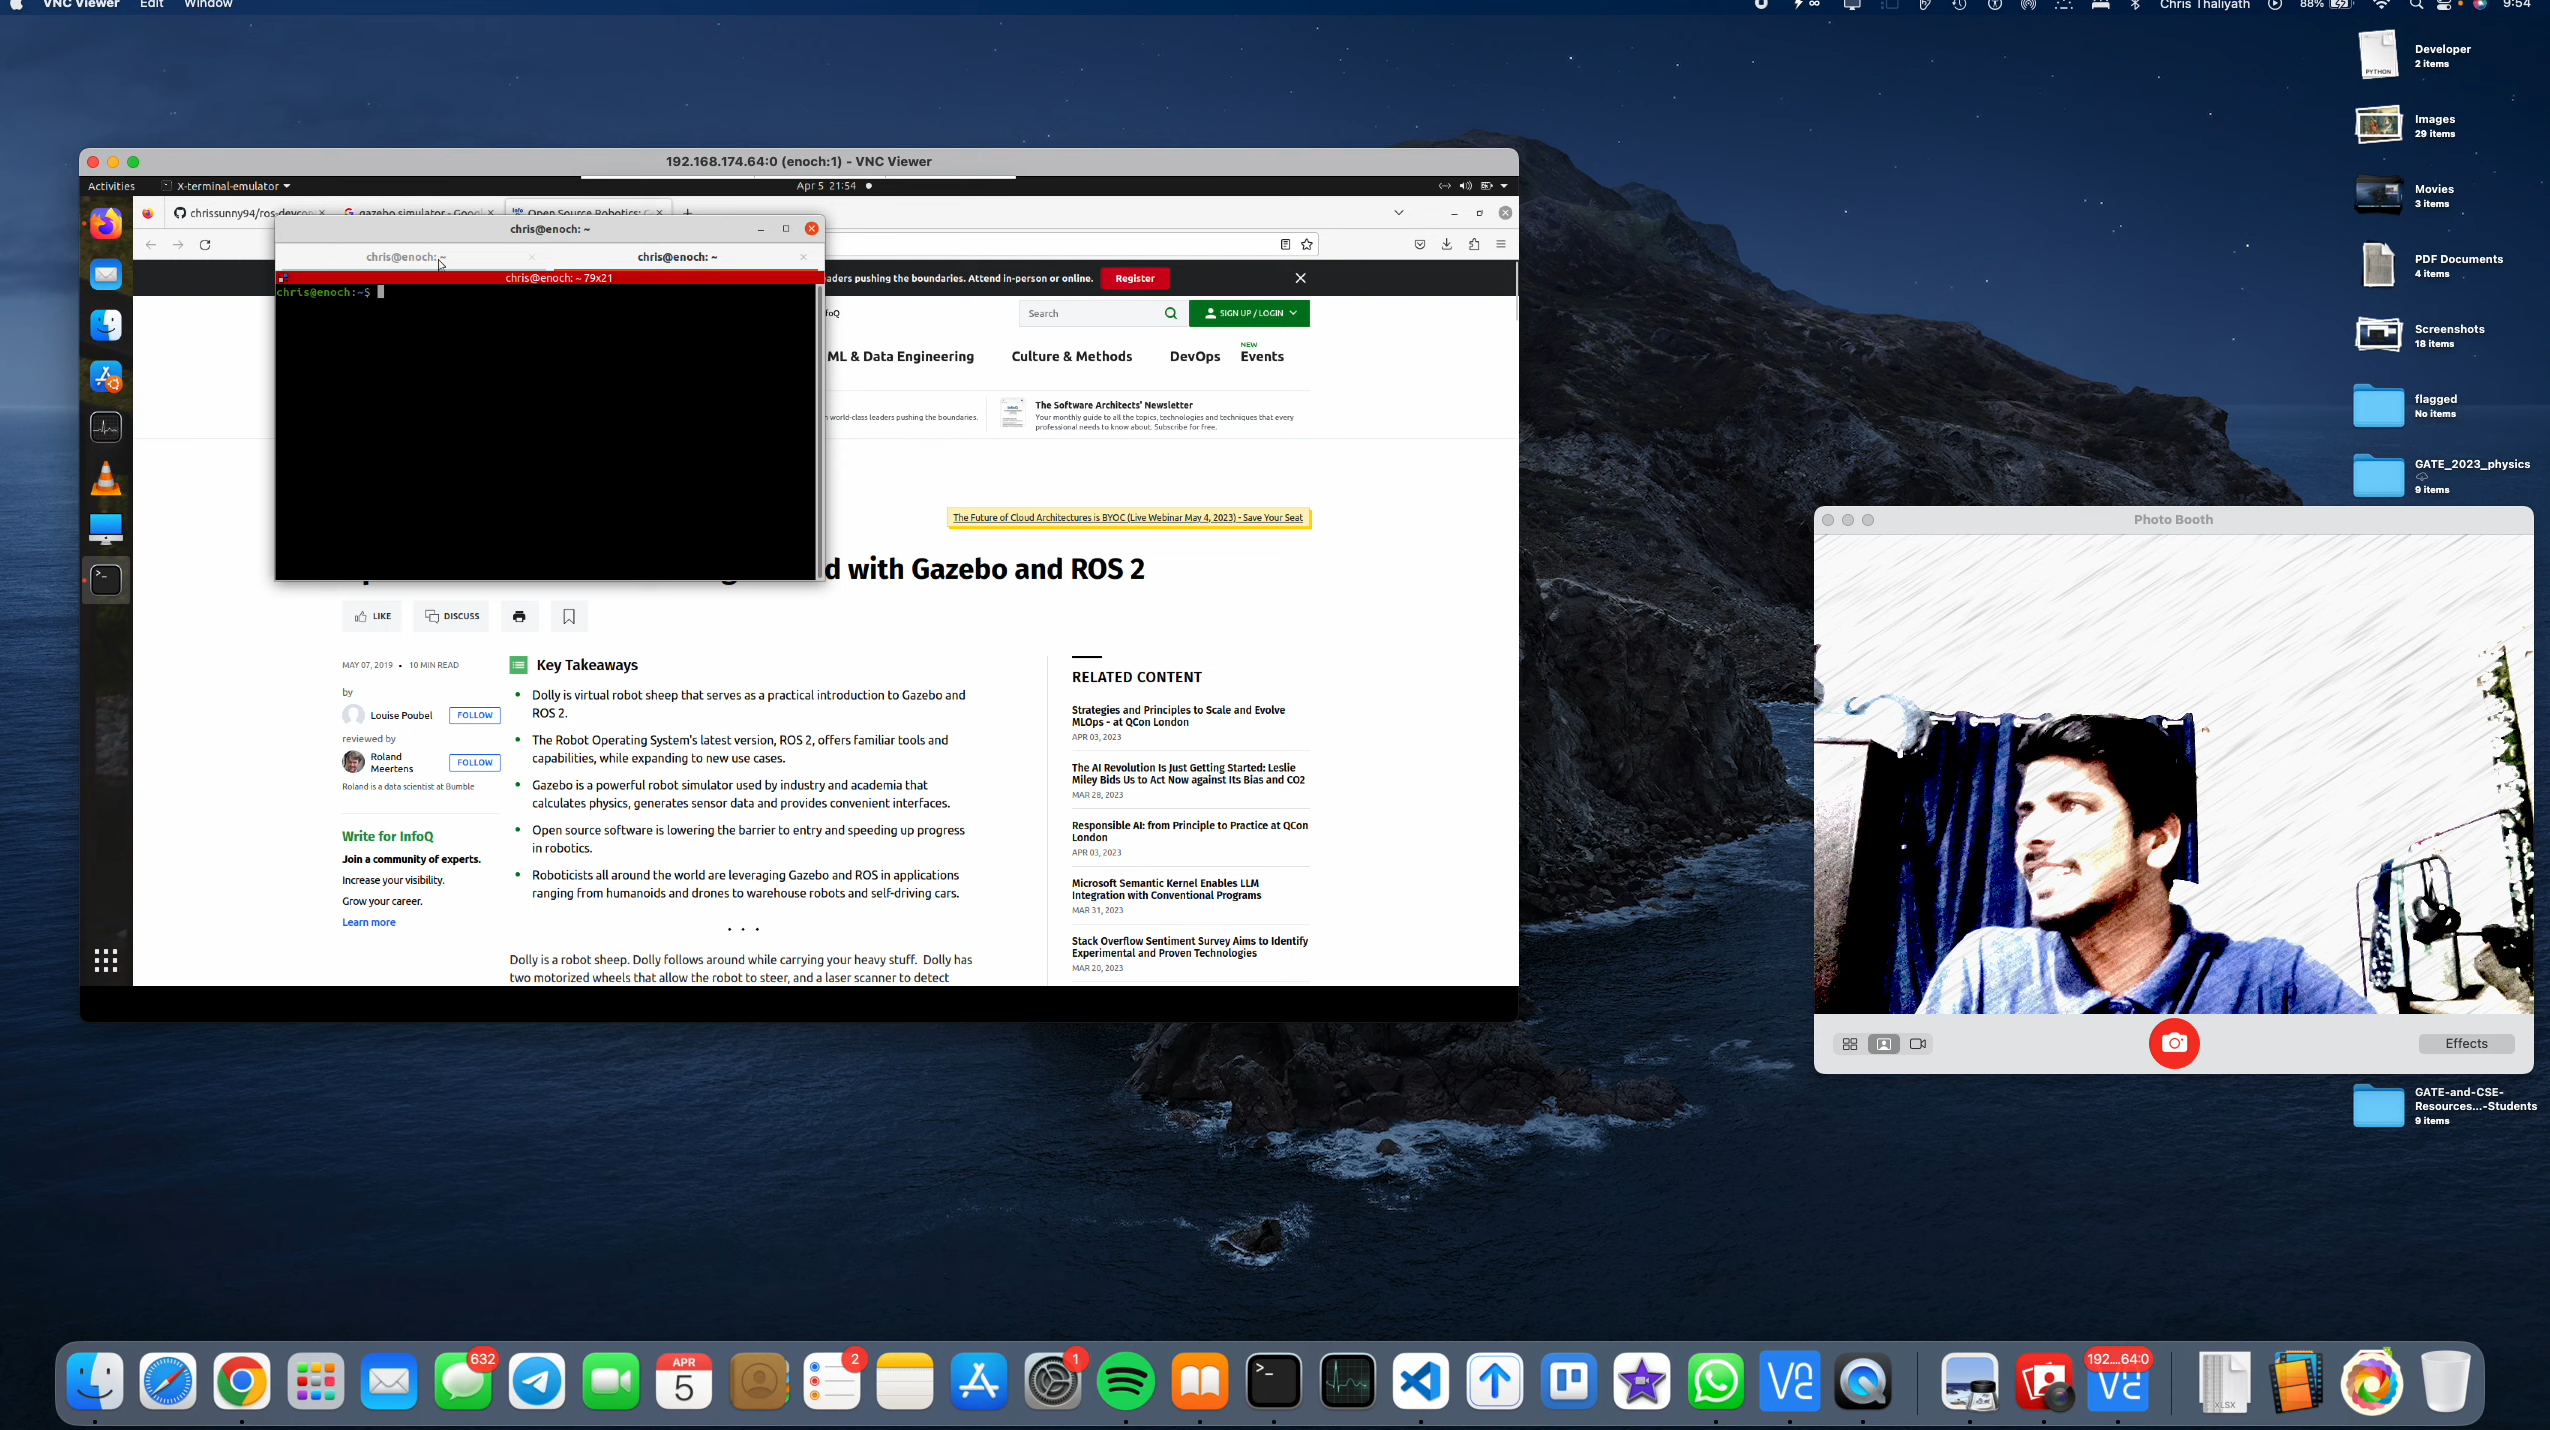 VNC Viewer Edit Window
Chris Thaliyath 88% 9:54
Developer
2 items
PYTHON
Images
29 items
Movies
3 items
PDF Documents
4 items
Screenshots
18 items
flagged
No items
GATE_2023_physics
9 items
192.168.174.64:0 (enoch:1) - VNC Viewer
Activities X-terminal-emulator Apr 5 21:54
chrissunny94/ros-devcon
gazebo simulator - Goo
Open Source Robotics:
chris@enoch: ~
chris@enoch: ~ chris@enoch: ~
chris@enoch: ~ 79x21
chris@enoch:~$
aders pushing the boundaries. Attend in-person or online. Register
foQ
Search
SIGN UP / LOGIN
ML & Data Engineering Culture & Methods DevOps
NEW
Events
n world-class leaders pushing the boundaries.
The Software Architects' Newsletter
Your monthly guide to all the topics, technologies and techniques that every
professional needs to know about. Subscribe for free.
The Future of Cloud Architectures is BYOC (Live Webinar May 4, 2023) - Save Your Seat
d with Gazebo and ROS 2
LIKE DISCUSS
MAY 07, 2019 • 10 MIN READ
by
Louise Poubel FOLLOW
reviewed by
Roland
Meertens
FOLLOW
Roland is a data scientist at Bumble
Write for InfoQ
Join a community of experts.
Increase your visibility.
Grow your career.
Learn more
Key Takeaways
• Dolly is virtual robot sheep that serves as a practical introduction to Gazebo and
ROS 2.
• The Robot Operating System's latest version, ROS 2, offers familiar tools and
capabilities, while expanding to new use cases.
• Gazebo is a powerful robot simulator used by industry and academia that
calculates physics, generates sensor data and provides convenient interfaces.
• Open source software is lowering the barrier to entry and speeding up progress
in robotics.
• Roboticists all around the world are leveraging Gazebo and ROS in applications
ranging from humanoids and drones to warehouse robots and self-driving cars.
• • •
Dolly is a robot sheep. Dolly follows around while carrying your heavy stuff. Dolly has
two motorized wheels that allow the robot to steer, and a laser scanner to detect
RELATED CONTENT
Strategies and Principles to Scale and Evolve
MLOps - at QCon London
APR 03, 2023
The AI Revolution Is Just Getting Started: Leslie
Miley Bids Us to Act Now against Its Bias and CO2
MAR 28, 2023
Responsible AI: from Principle to Practice at QCon
London
APR 03, 2023
Microsoft Semantic Kernel Enables LLM
Integration with Conventional Programs
MAR 31, 2023
Stack Overflow Sentiment Survey Aims to Identify
Experimental and Proven Technologies
MAR 20, 2023
Photo Booth
Effects
GATE-and-CSE-
Resources...-Students
9 items
632
APR
5
2
1
192....64:0
XLSX